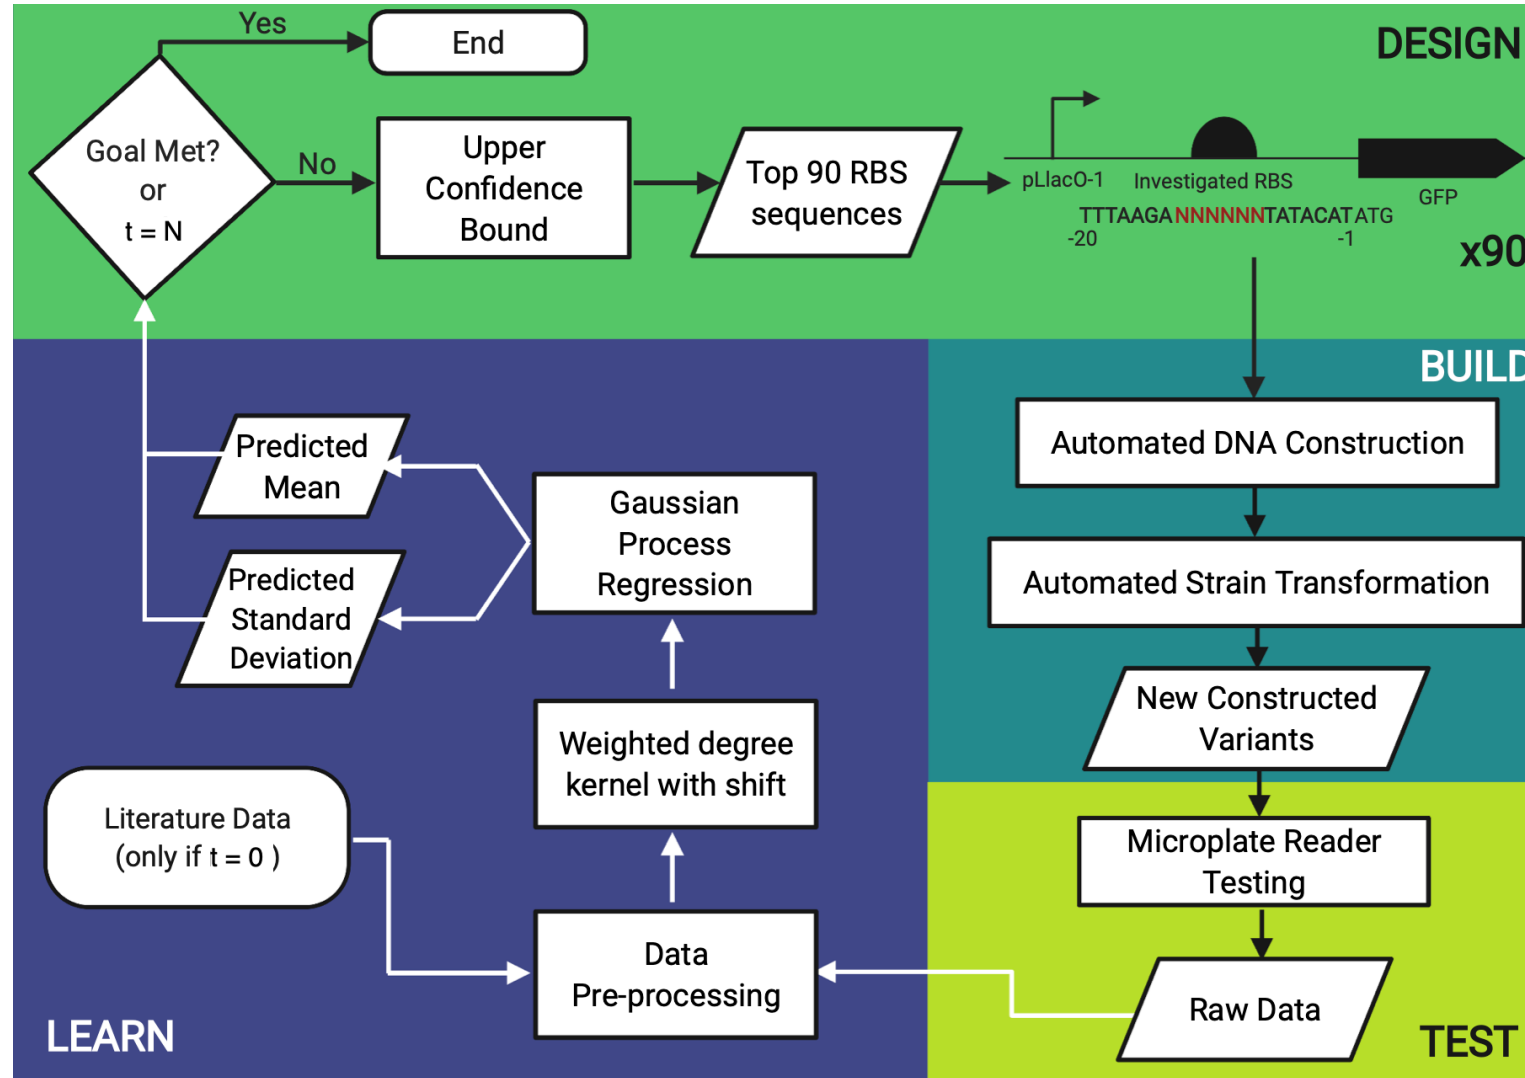 DESIGN
Yes
End
Goal Met?
or
t = N
No
Upper
Confidence
Bound
Top 90 RBS
sequences
pLlacO-1
Investigated RBS
GFP
TTTAAGANNNNNNTATACATATG
-20
-1
x90
BUILD
Automated DNA Construction
Automated Strain Transformation
New Constructed
Variants
Microplate Reader
Testing
Raw Data
TEST
Predicted
Mean
Predicted
Standard
Deviation
Gaussian
Process
Regression
Weighted degree
kernel with shift
Literature Data
(only if t = 0 )
Data
Pre-processing
LEARN